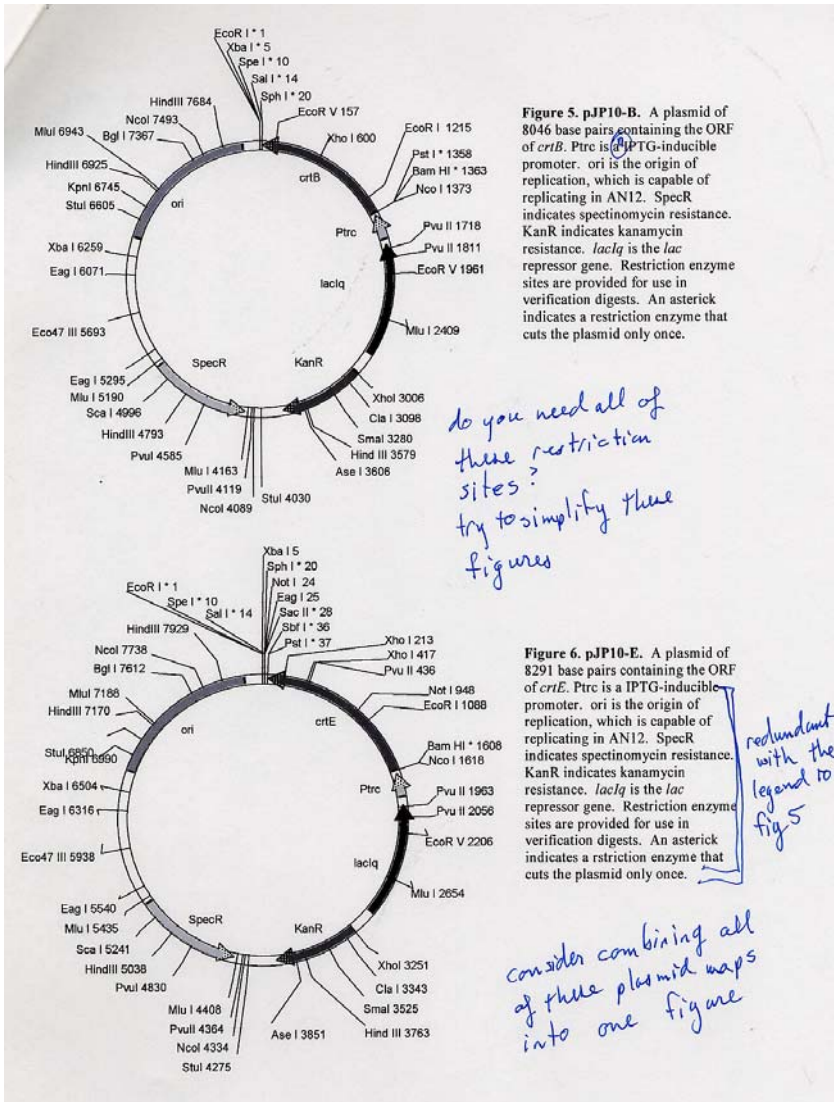 EcoR I * 1
Xba I * 5
Spe I * 10
Sal I * 14
Sph I * 20
EcoR V 157
Xho I 600
EcoR I 1215
Pst I * 1358
Bam HI * 1363
Nco I 1373
Pvu II 1718
Pvu II 1811
EcoR V 1961
Mlu I 2409
XhoI 3006
Cla I 3098
SmaI 3280
Hind III 3579
Ase I 3606
StuI 4030
NcoI 4089
PvuII 4119
Mlu I 4163
PvuI 4585
HindIII 4793
Sca I 4996
Mlu I 5190
Eag I 5295
Eco47 III 5693
Eag I 6071
Xba I 6259
StuI 6605
KpnI 6745
HindIII 6925
MluI 6943
Bgl I 7367
NcoI 7493
HindIII 7684
crtB
Ptrc
lacIq
KanR
SpecR
ori
Figure 5. pJP10-B. A plasmid of
8046 base pairs containing the ORF
of crtB. Ptrc is a IPTG-inducible
promoter. ori is the origin of
replication, which is capable of
replicating in AN12. SpecR
indicates spectinomycin resistance.
KanR indicates kanamycin
resistance. lacIq is the lac
repressor gene. Restriction enzyme
sites are provided for use in
verification digests. An asterick
indicates a restriction enzyme that
cuts the plasmid only once.
n
do you need all of
these restriction
sites?
try to simplify these
figures
Xba I 5
Sph I * 20
Not I 24
Eag I 25
Sac II * 28
Sbf I * 36
Pst I * 37
EcoR I * 1
Spe I * 10
Sal I * 14
Xho I 213
Xho I 417
Pvu II 436
Not I 948
EcoR I 1088
Bam HI * 1608
Nco I 1618
Pvu II 1963
Pvu II 2056
EcoR V 2206
Mlu I 2654
XhoI 3251
Cla I 3343
SmaI 3525
Hind III 3763
Ase I 3851
StuI 4275
NcoI 4334
PvuII 4364
Mlu I 4408
PvuI 4830
HindIII 5038
Sca I 5241
Mlu I 5435
Eag I 5540
Eco47 III 5938
Eag I 6316
Xba I 6504
StuI 6850
KpnI 6990
HindIII 7170
MluI 7188
Bgl I 7612
NcoI 7738
HindIII 7929
crtE
Ptrc
lacIq
KanR
SpecR
ori
Figure 6. pJP10-E. A plasmid of
8291 base pairs containing the ORF
of crtE. Ptrc is a IPTG-inducible
promoter. ori is the origin of
replication, which is capable of
replicating in AN12. SpecR
indicates spectinomycin resistance.
KanR indicates kanamycin
resistance. lacIq is the lac
repressor gene. Restriction enzyme
sites are provided for use in
verification digests. An asterick
indicates a rstriction enzyme that
cuts the plasmid only once.
redundant
with the
legend to
fig 5
consider combining all
of these plasmid maps
into one figure